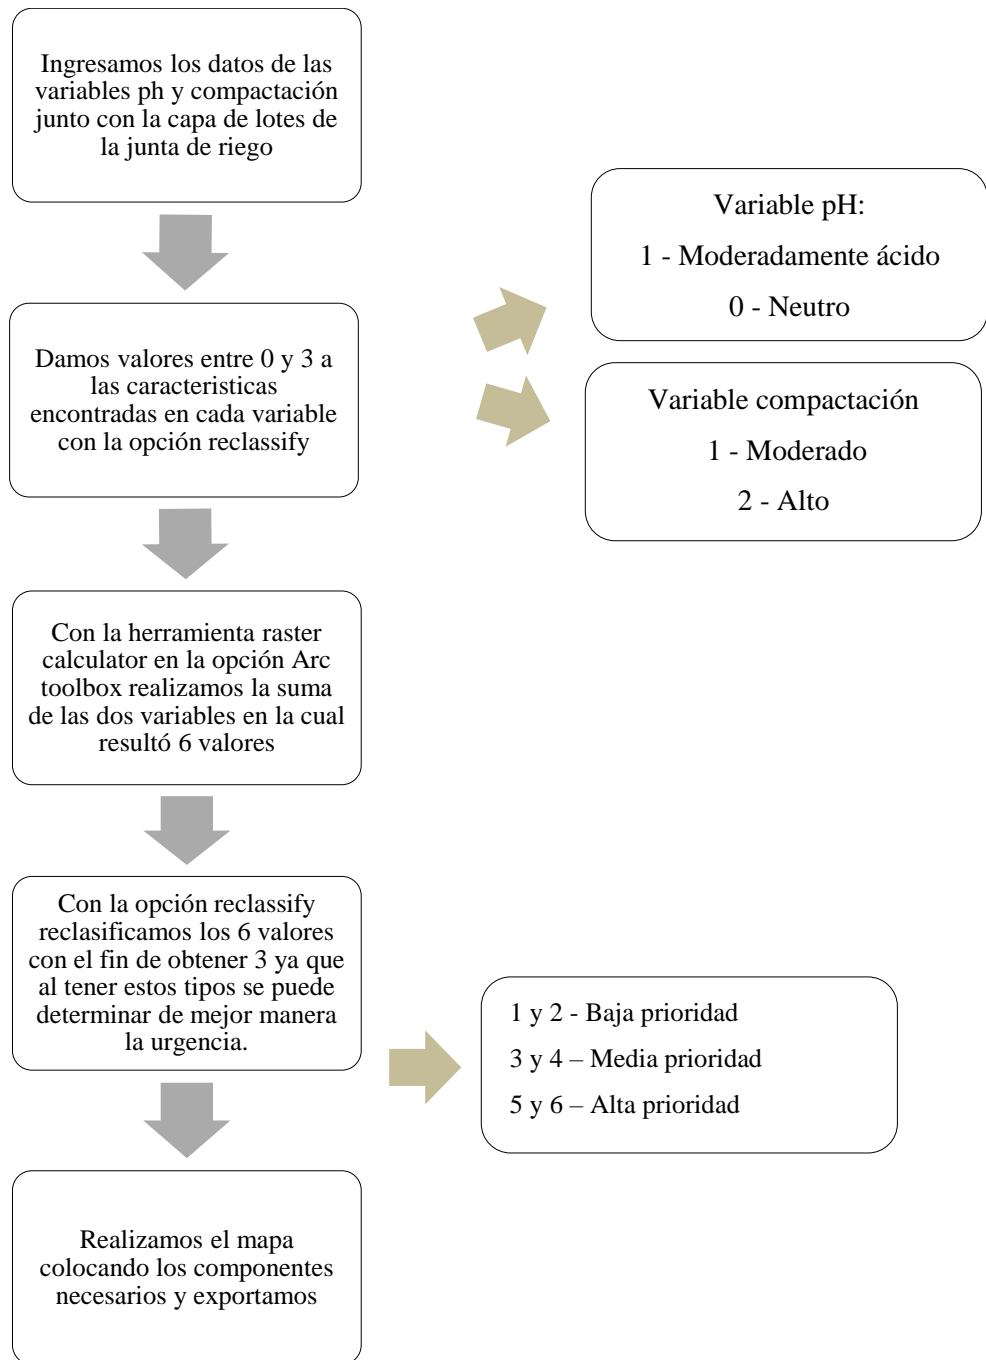 Ingresamos los datos de las
variables ph y compactación
junto con la capa de lotes de
la junta de riego
Variable pH:
1 - Moderadamente ácido
0 - Neutro
Damos valores entre 0 y 3 a
las caracteristicas
encontradas en cada variable
con la opción reclassify
Variable compactación
1 - Moderado
2 - Alto
Con la herramienta raster
calculator en la opción Arc
toolbox realizamos la suma
de las dos variables en la cual
resultó 6 valores
Con la opción reclassify
reclasificamos los 6 valores
con el fin de obtener 3 ya que
al tener estos tipos se puede
determinar de mejor manera
la urgencia.
1 y 2 - Baja prioridad
3 y 4 – Media prioridad
5 y 6 – Alta prioridad
Realizamos el mapa
colocando los componentes
necesarios y exportamos